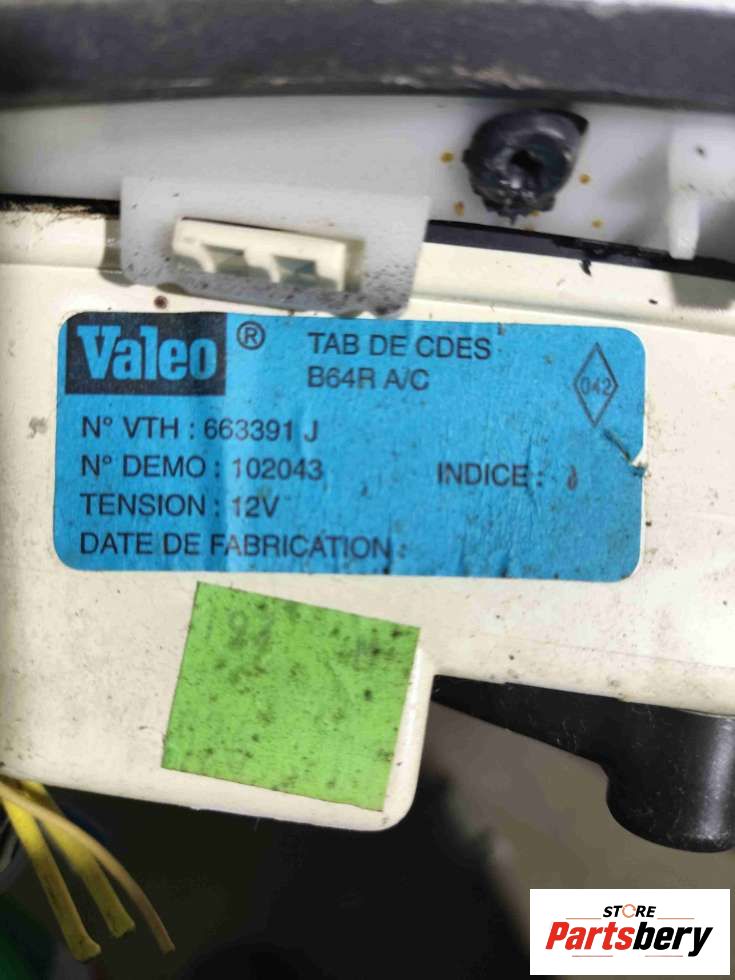 Valeo ® TAB DE CDES
B64R A/C
042
N° VTH : 663391 J
N° DEMO : 102043 INDICE :
TENSION : 12V
DATE DE FABRICATION :
STORE
Partsbery